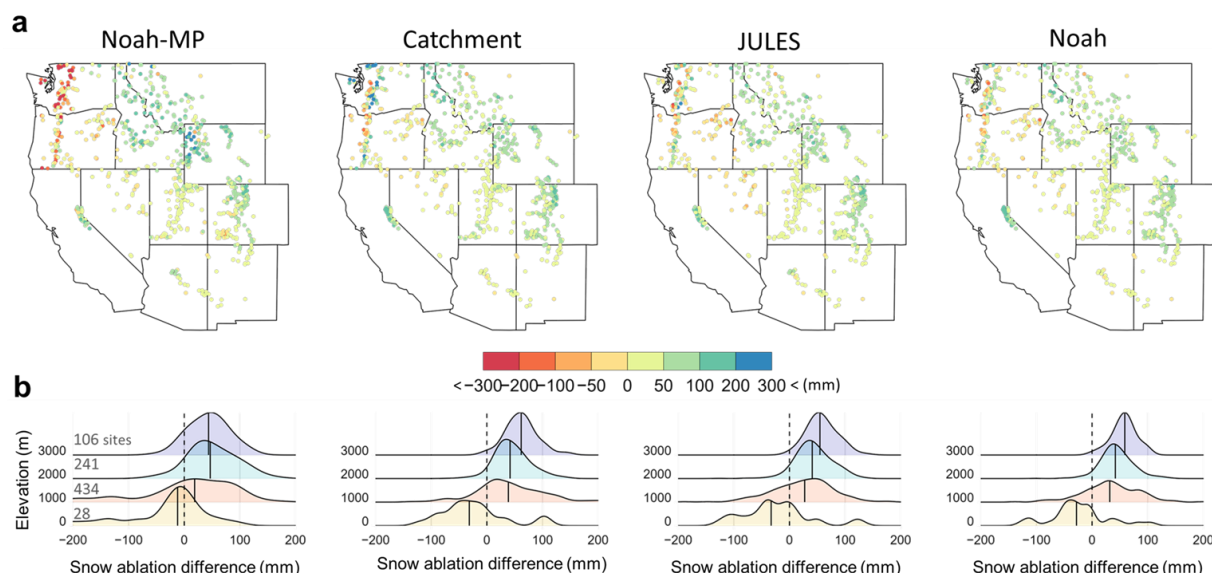 a
Noah-MP Catchment JULES Noah
<−300−200−100−50 0 50 100 200 300 < (mm)
b
Elevation (m)
106 sites
3000 3000 3000 3000
241
2000 2000 2000 2000
434
1000 1000 1000 1000
28
0 0 0 0
−200 −100 0 100 200 −200 −100 0 100 200 −200 −100 0 100 200 −200 −100 0 100 200
Snow ablation difference (mm) Snow ablation difference (mm) Snow ablation difference (mm) Snow ablation difference (mm)